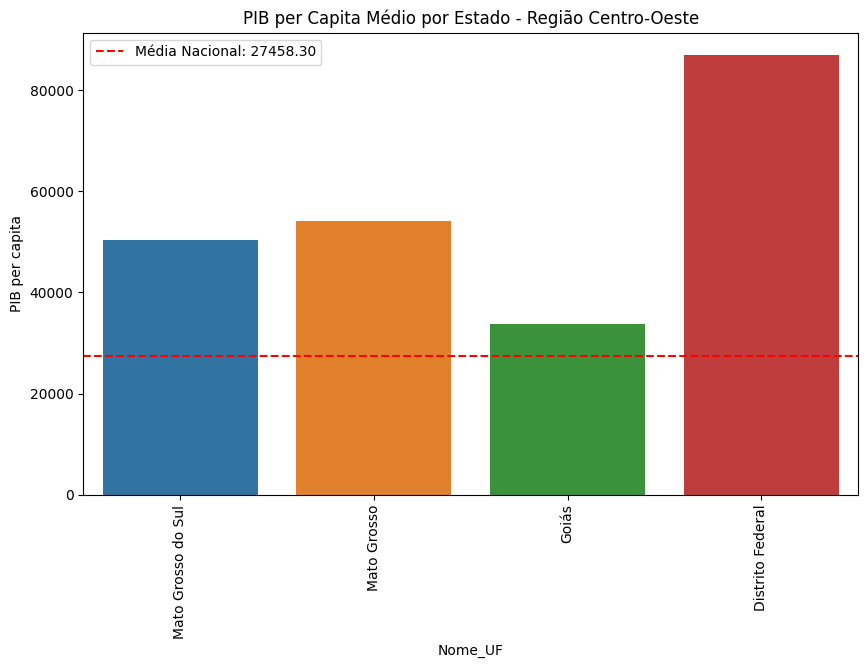 PIB per Capita Médio por Estado - Região Centro-Oeste
Média Nacional: 27458.30
PIB per capita
80000
60000
40000
20000
0
Mato Grosso do Sul
Mato Grosso
Goiás
Distrito Federal
Nome_UF